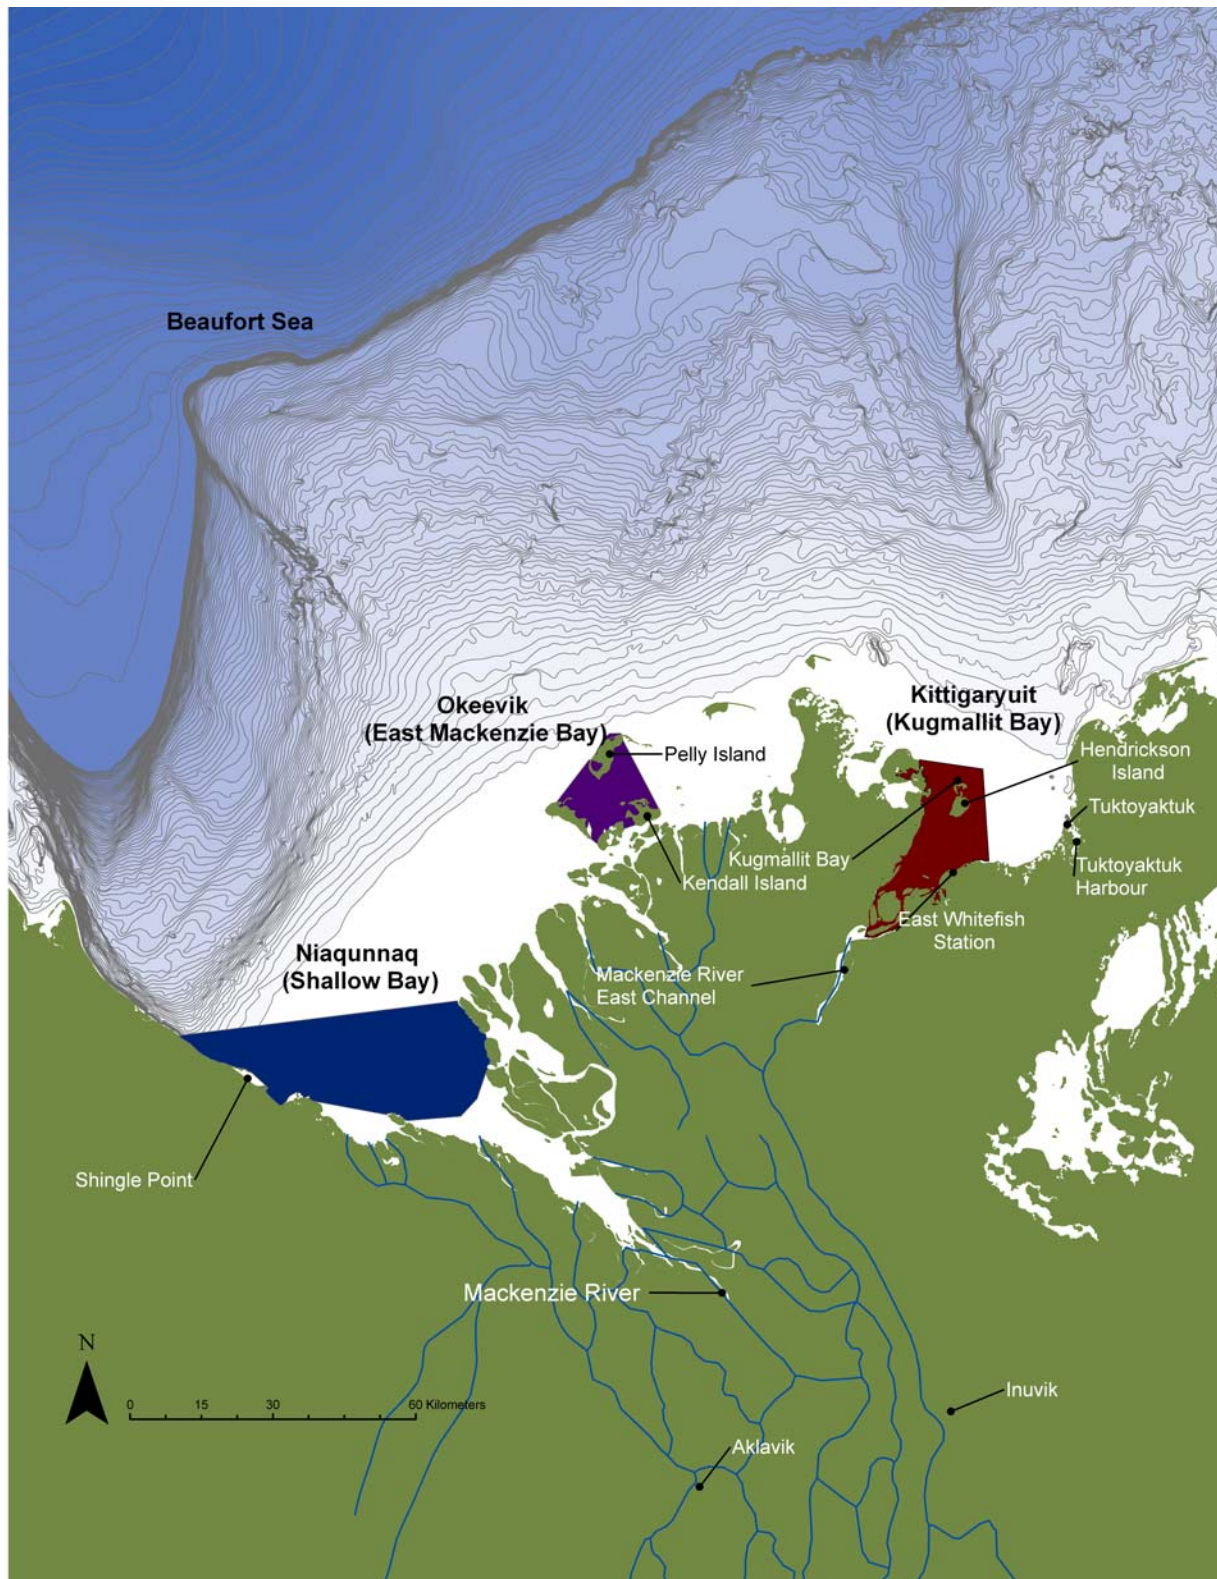 Beaufort Sea
Okeevik
(East Mackenzie Bay)
Kittigaryuit
(Kugmallit Bay)
Pelly Island
Hendrickson
Island
Tuktoyaktuk
Kugmallit Bay
Kendall Island
Tuktoyaktuk
Harbour
East Whitefish
Station
Niaqunnaq
(Shallow Bay)
Mackenzie River
East Channel
Shingle Point
Mackenzie River
N
0 15 30 60 Kilometers
Inuvik
Aklavik